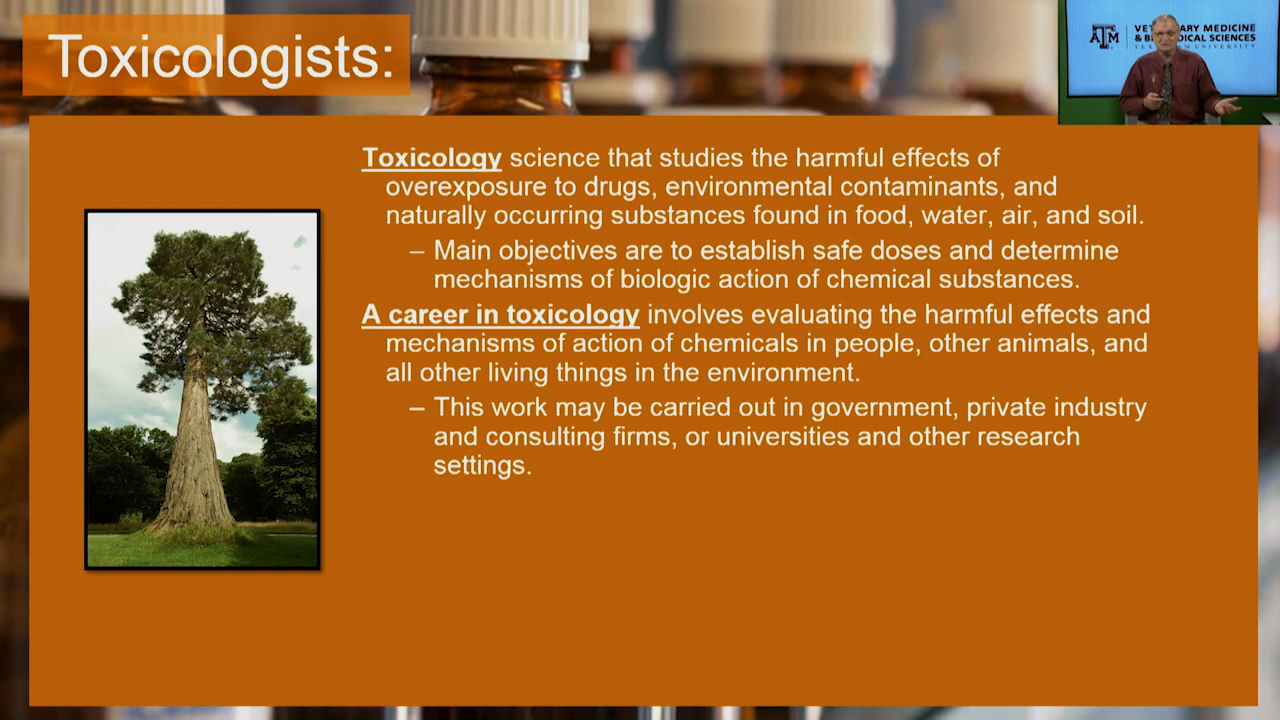 Toxicologists:
VETERINARY MEDICINE
& BIOMEDICAL SCIENCES
Toxicology science that studies the harmful effects of
overexposure to drugs, environmental contaminants, and
naturally occurring substances found in food, water, air, and soil.
– Main objectives are to establish safe doses and determine
mechanisms of biologic action of chemical substances.
A career in toxicology involves evaluating the harmful effects and
mechanisms of action of chemicals in people, other animals, and
all other living things in the environment.
– This work may be carried out in government, private industry
and consulting firms, or universities and other research
settings.